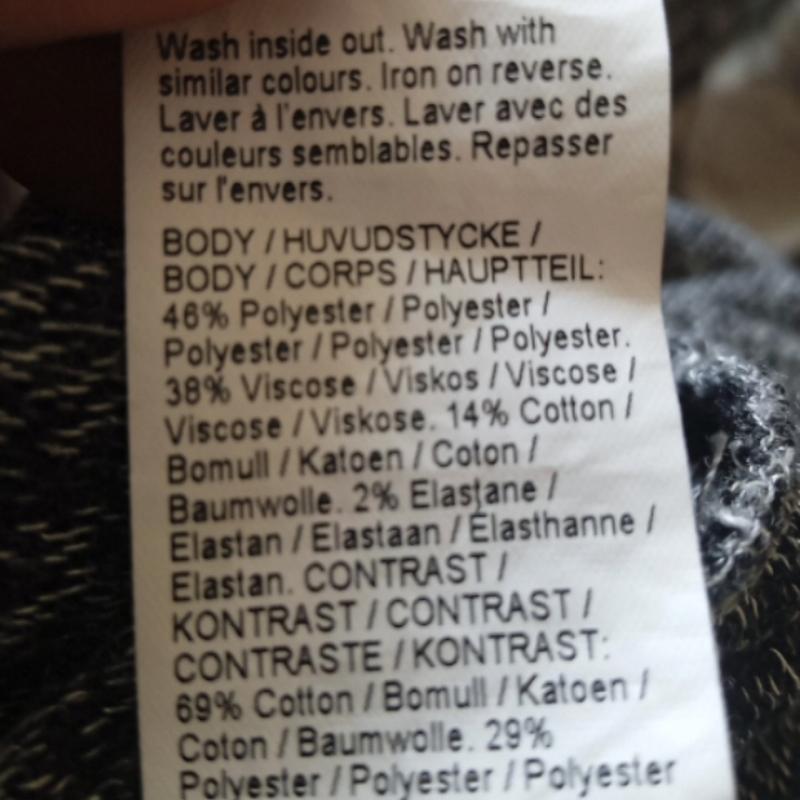 Wash inside out. Wash with
similar colours. Iron on reverse.
Laver à l'envers. Laver avec des
couleurs semblables. Repasser
sur l'envers.
BODY / HUVUDSTYCKE /
BODY / CORPS / HAUPTTEIL:
46% Polyester / Polyester /
Polyester / Polyester / Polyester.
38% Viscose / Viskos / Viscose /
Viscose / Viskose. 14% Cotton /
Bomull / Katoen / Coton /
Baumwolle. 2% Elastane /
Elastan / Elastaan / Élasthanne /
Elastan. CONTRAST /
KONTRAST / CONTRAST /
CONTRASTE / KONTRAST:
69% Cotton / Bomull / Katoen /
Coton / Baumwolle. 29%
Polyester / Polyester / Polyester